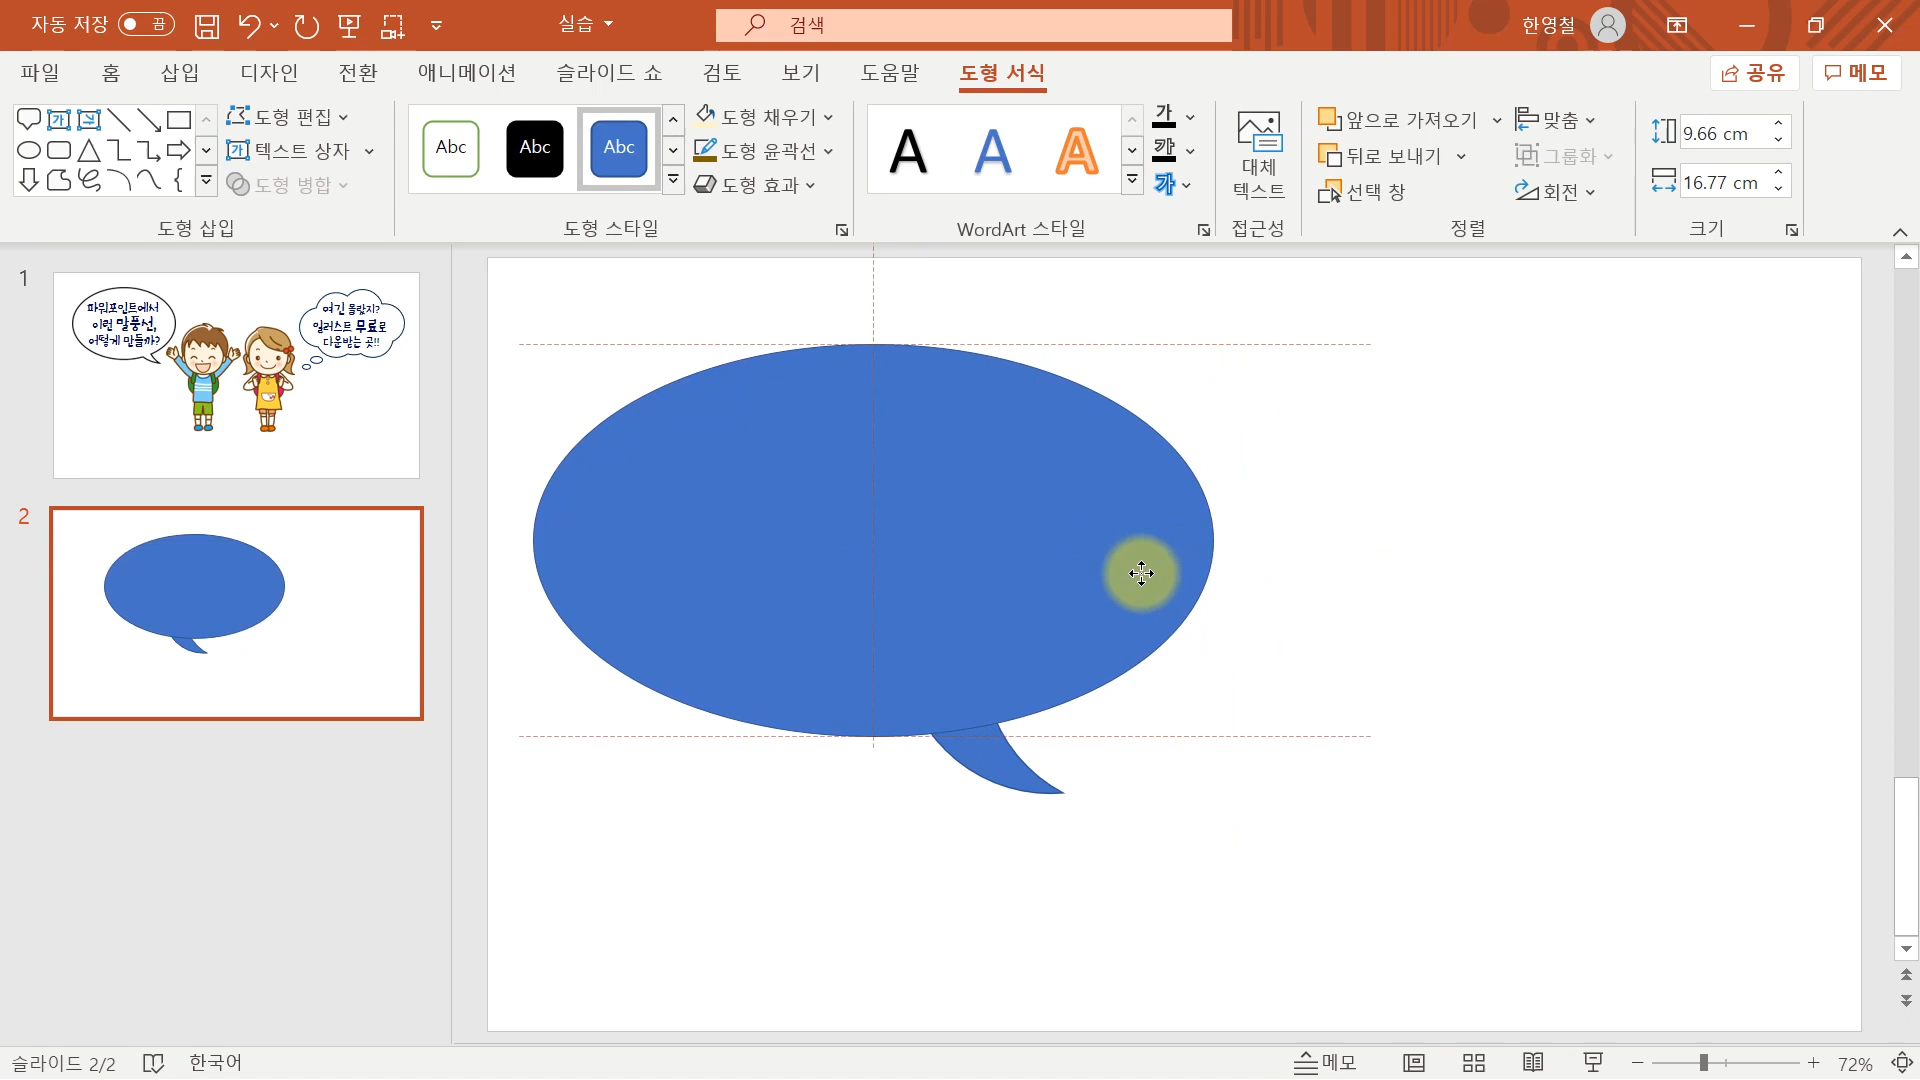 자동 저장 끔
실습
검색
한영철
파일 홈 삽입 디자인 전환 애니메이션 슬라이드 쇼 검토 보기 도움말 도형 서식
공유 메모
도형 편집
텍스트 상자
도형 병합
도형 삽입
Abc Abc Abc
도형 채우기
도형 윤곽선
도형 효과
도형 스타일
A A A
가
가
가
WordArt 스타일
대체
텍스트
접근성
앞으로 가져오기
뒤로 보내기
선택 창
맞춤
그룹화
회전
정렬
9.66 cm
16.77 cm
크기
1
파워포인트에서
이런 말풍선,
어떻게 만들까?
여긴 몰랐지?
일러스트 무료로
다운받는 곳!!
2
슬라이드 2/2 한국어
메모
72%